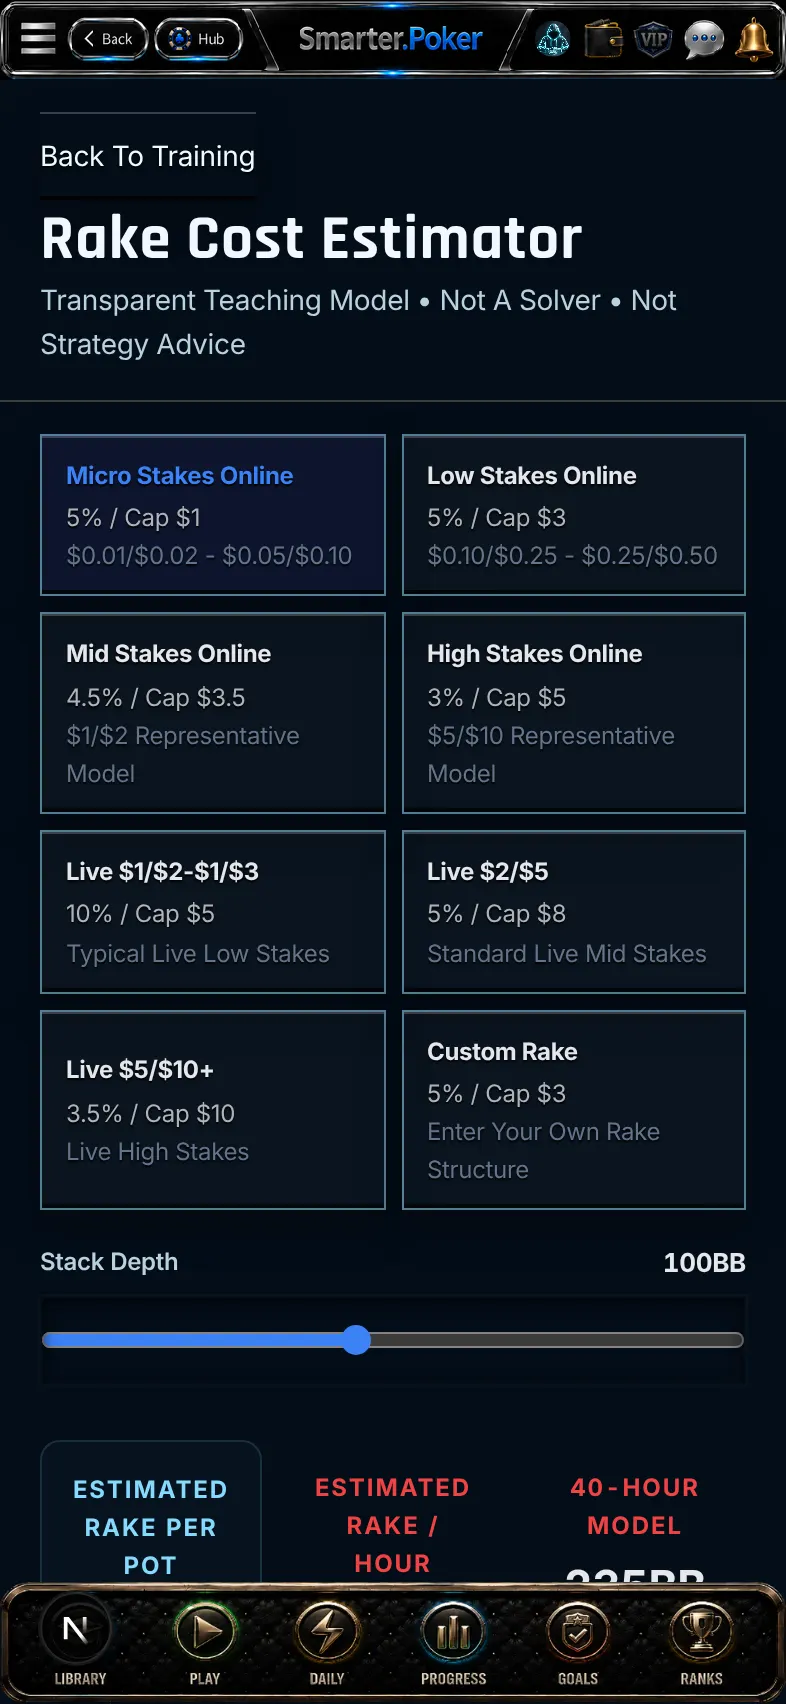 Back
Hub
Smarter.Poker
VIP
Back To Training
Rake Cost Estimator
Transparent Teaching Model • Not A Solver • Not
Strategy Advice
Micro Stakes Online
5% / Cap $1
$0.01/$0.02 - $0.05/$0.10
Low Stakes Online
5% / Cap $3
$0.10/$0.25 - $0.25/$0.50
Mid Stakes Online
4.5% / Cap $3.5
$1/$2 Representative
Model
High Stakes Online
3% / Cap $5
$5/$10 Representative
Model
Live $1/$2-$1/$3
10% / Cap $5
Typical Live Low Stakes
Live $2/$5
5% / Cap $8
Standard Live Mid Stakes
Live $5/$10+
3.5% / Cap $10
Live High Stakes
Custom Rake
5% / Cap $3
Enter Your Own Rake
Structure
Stack Depth
100BB
ESTIMATED
RAKE PER
POT
ESTIMATED
RAKE /
HOUR
40-HOUR
MODEL
N
LIBRARY
PLAY
DAILY
PROGRESS
GOALS
RANKS